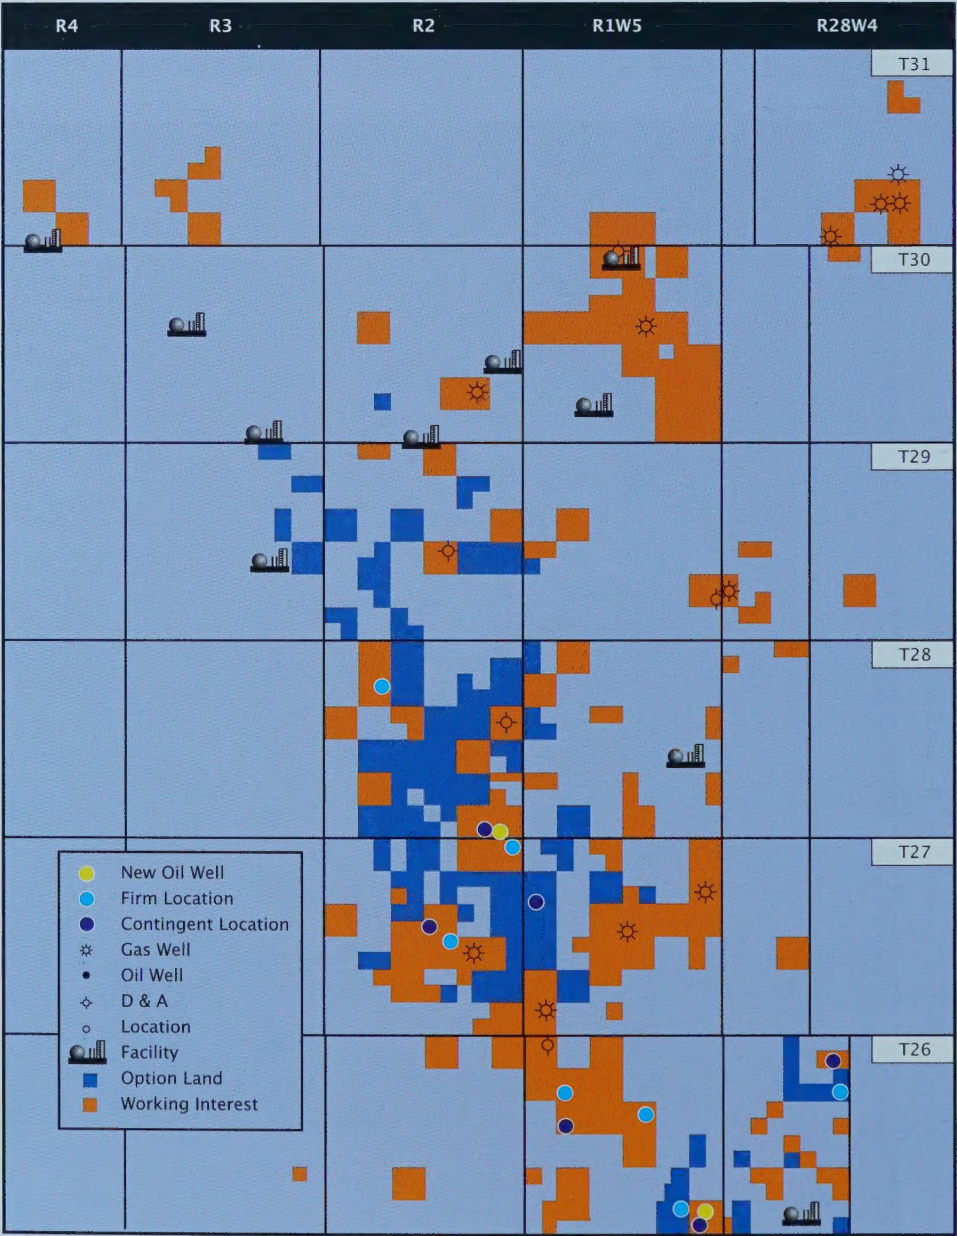 R4 R3 R2 R1W5 R28W4
T31
T30
T29
T28
T27
New Oil Well
Firm Location
Contingent Location
Gas Well
Oil Well
D & A
Location
Facility
Option Land
Working Interest
T26